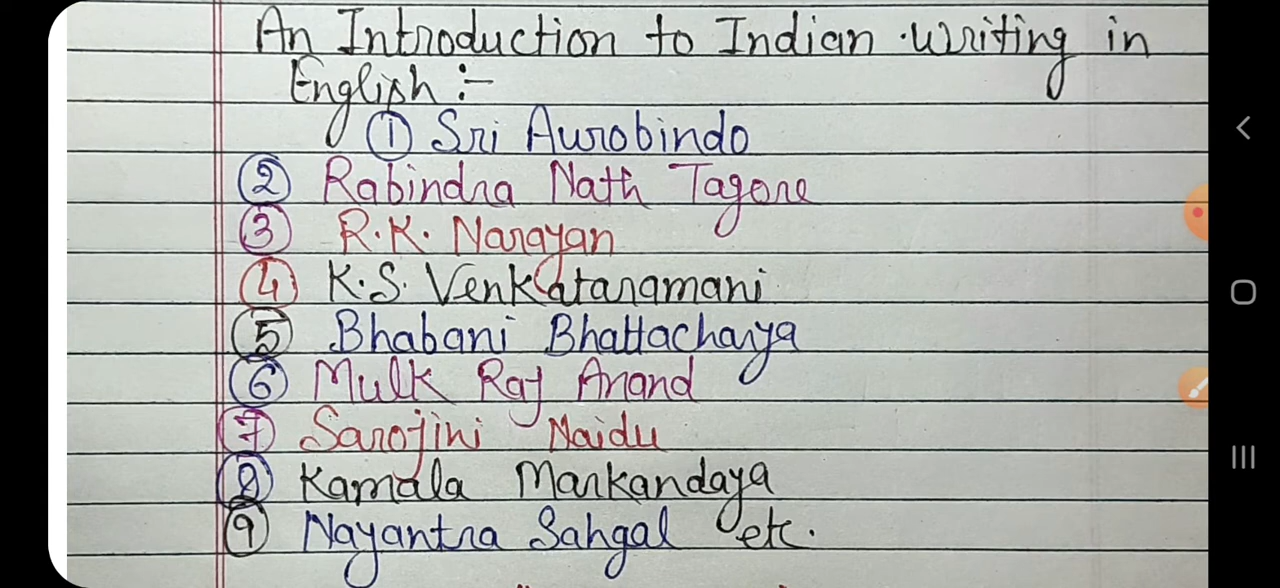 An Introduction to Indian Writing in
English :-
① Sri Aurobindo
② Rabindra Nath Tagore
③ R.K. Narayan
④ K.S. Venkataramani
⑤ Bhabani Bhattacharya
⑥ Mulk Raj Anand
⑦ Sarojini Naidu
⑧ Kamala Markandaya
⑨ Nayantra Sahgal etc.